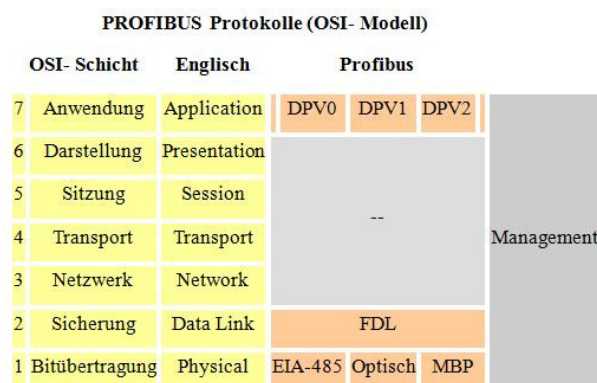 PROFIBUS Protokolle (OSI- Modell)
OSI- Schicht Englisch Profibus
7 Anwendung Application DPV0 DPV1 DPV2
6 Darstellung Presentation
5 Sitzung Session
--
4 Transport Transport Management
3 Netzwerk Network
2 Sicherung Data Link FDL
1 Bitübertragung Physical EIA-485 Optisch MBP